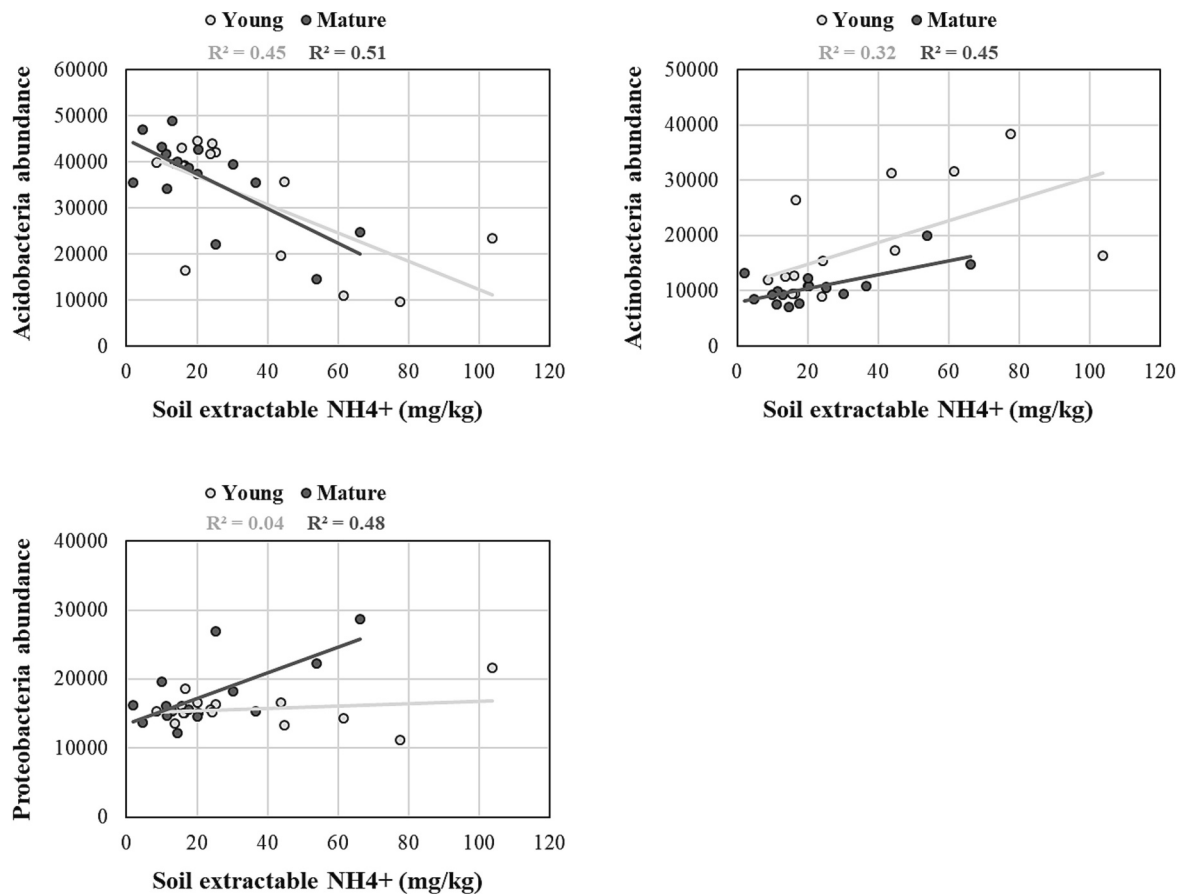 Young Mature
R² = 0.45 R² = 0.51
Acidobacteria abundance
60000
50000
40000
30000
20000
10000
0
0 20 40 60 80 100 120
Soil extractable NH4+ (mg/kg)
Young Mature
R² = 0.32 R² = 0.45
Actinobacteria abundance
50000
40000
30000
20000
10000
0
0 20 40 60 80 100 120
Soil extractable NH4+ (mg/kg)
Young Mature
R² = 0.04 R² = 0.48
Proteobacteria abundance
40000
30000
20000
10000
0
0 20 40 60 80 100 120
Soil extractable NH4+ (mg/kg)